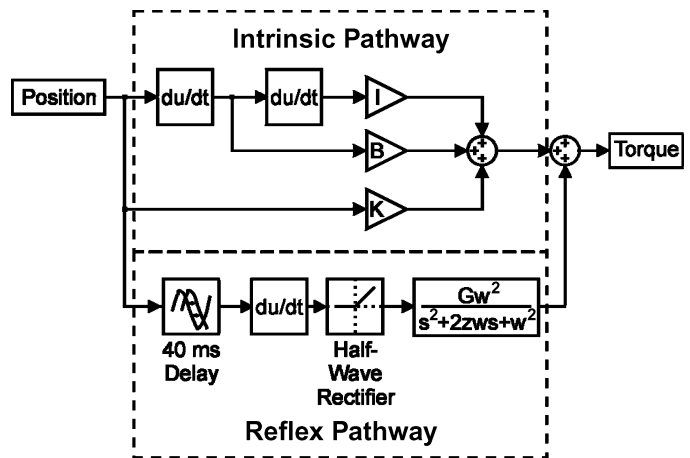 Intrinsic Pathway
Position
du/dt
du/dt
I
B
K
+
+
+
+
+
Torque
40 ms
Delay
du/dt
Half-
Wave
Rectifier
Gw²
s²+2zws+w²
Reflex Pathway